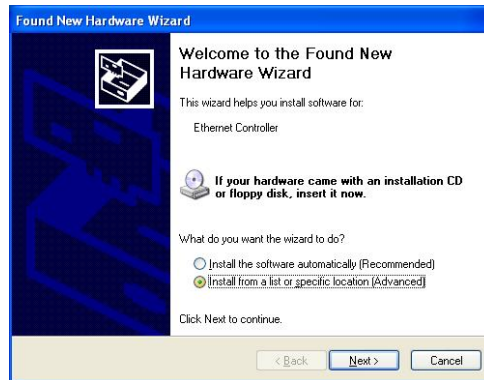 Found New Hardware Wizard
Welcome to the Found New
Hardware Wizard
This wizard helps you install software for:
Ethernet Controller
If your hardware came with an installation CD
or floppy disk, insert it now.
What do you want the wizard to do?
Install the software automatically (Recommended)
Install from a list or specific location (Advanced)
Click Next to continue.
< Back
Next >
Cancel